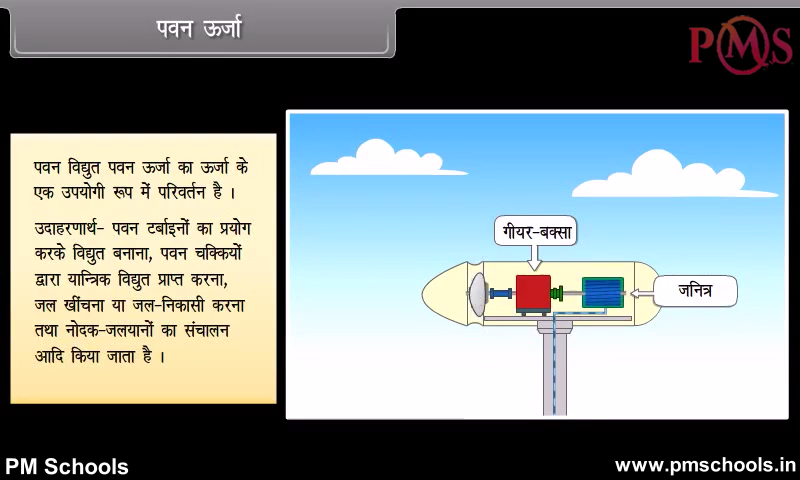 पवन ऊर्जा
PMS
पवन विद्युत पवन ऊर्जा का ऊर्जा के
एक उपयोगी रूप में परिवर्तन है ।
उदाहरणार्थ- पवन टर्बाइनों का प्रयोग
करके विद्युत बनाना, पवन चक्कियों
द्वारा यान्त्रिक विद्युत प्राप्त करना,
जल खींचना या जल-निकासी करना
तथा नोदक-जलयानों का संचालन
आदि किया जाता है ।
गीयर-बक्सा
जनित्र
PM Schools
www.pmschools.in